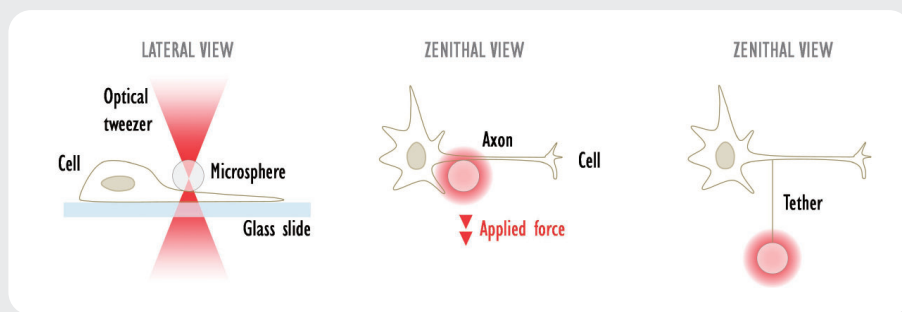 LATERAL VIEW
Optical
tweezer
Cell
Microsphere
Glass slide
ZENITHAL VIEW
Axon
Cell
Applied force
ZENITHAL VIEW
Tether